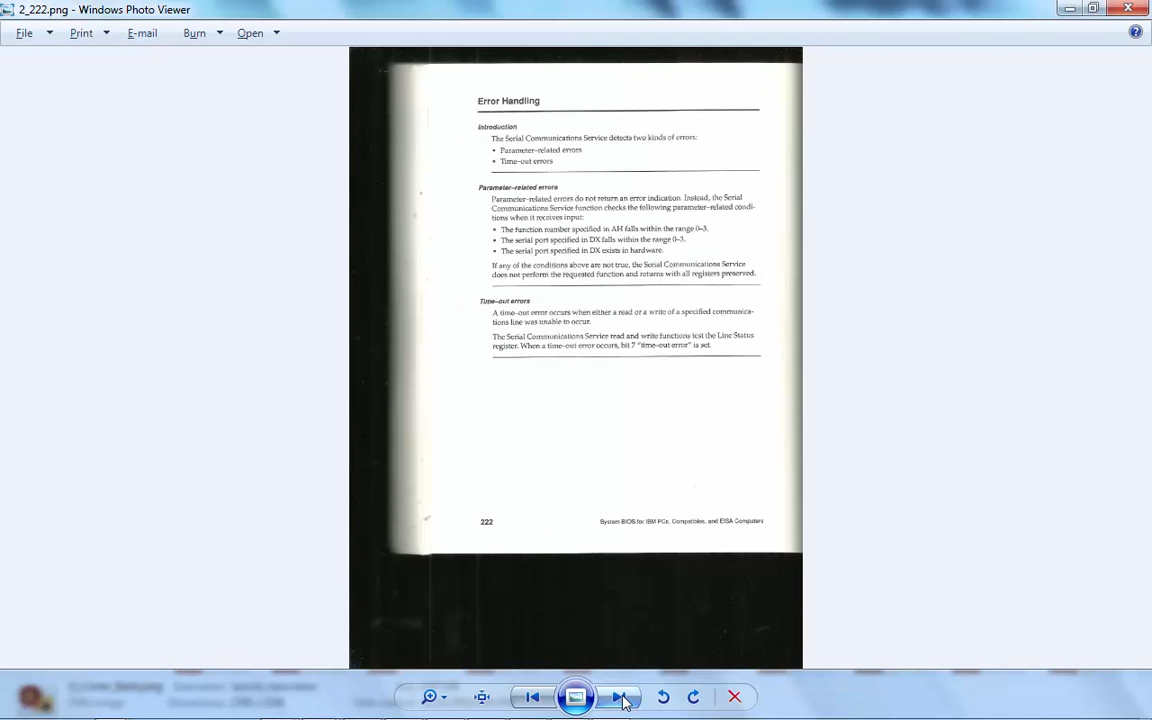 2_222.png - Windows Photo Viewer
File Print E-mail Burn Open
Error Handling
Introduction
The Serial Communications Service detects two kinds of errors:
• Parameter-related errors
• Time-out errors
Parameter-related errors
Parameter-related errors do not return an error indication. Instead, the Serial
Communications Service function checks the following parameter-related condi-
tions when it receives input:
• The function number specified in AH falls within the range 0-3.
• The serial port specified in DX falls within the range 0-3.
• The serial port specified in DX exists in hardware.
If any of the conditions above are not true, the Serial Communications Service
does not perform the requested function and returns with all registers preserved.
Time-out errors
A time-out error occurs when either a read or a write of a specified communica-
tions line was unable to occur.
The Serial Communications Service read and write functions test the Line Status
register. When a time-out error occurs, bit 7 "time-out error" is set.
222 System BIOS for IBM PCs, Compatibles, and EISA Computers